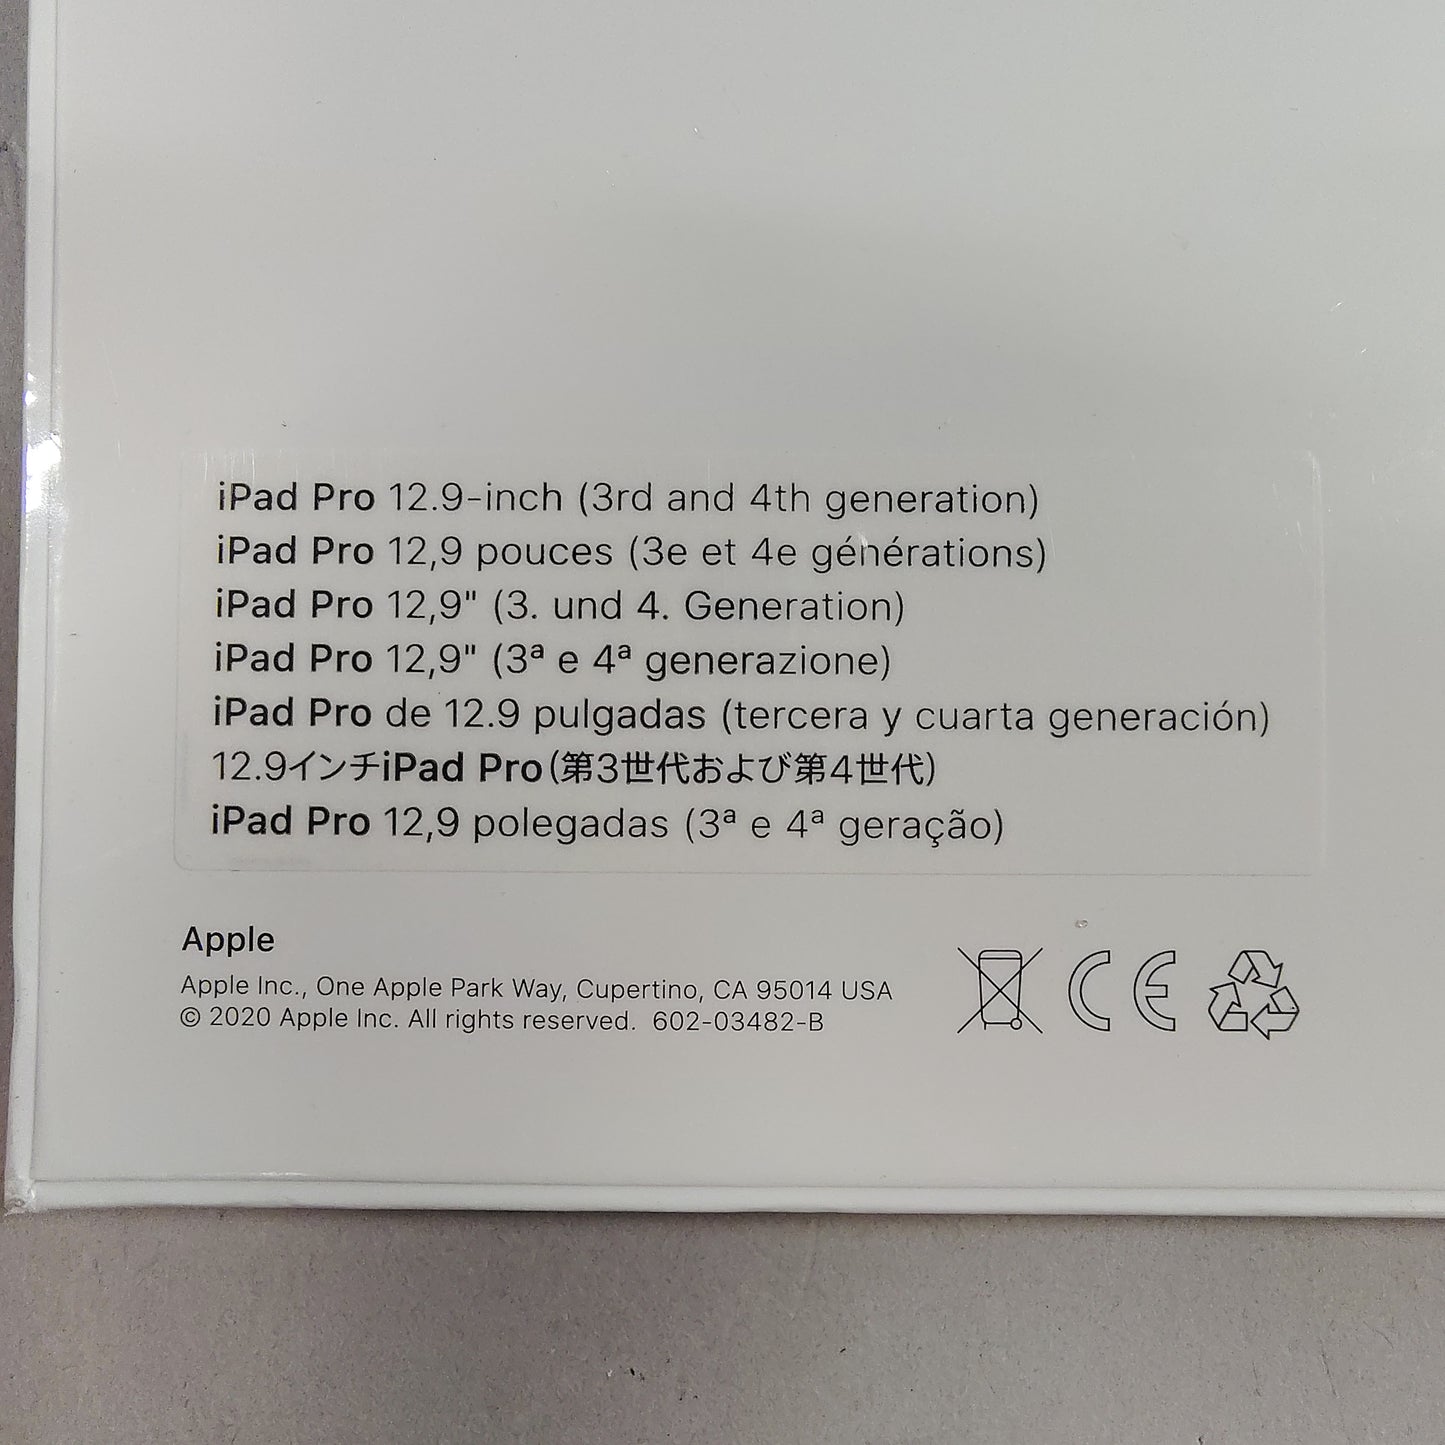 iPad Pro 12.9-inch (3rd and 4th generation)
iPad Pro 12,9 pouces (3e et 4e générations)
iPad Pro 12,9" (3. und 4. Generation)
iPad Pro 12,9" (3ª e 4ª generazione)
iPad Pro de 12.9 pulgadas (tercera y cuarta generación)
12.9インチiPad Pro(第3世代および第4世代)
iPad Pro 12,9 polegadas (3ª e 4ª geração)
Apple
Apple Inc., One Apple Park Way, Cupertino, CA 95014 USA
© 2020 Apple Inc. All rights reserved. 602-03482-B
CE